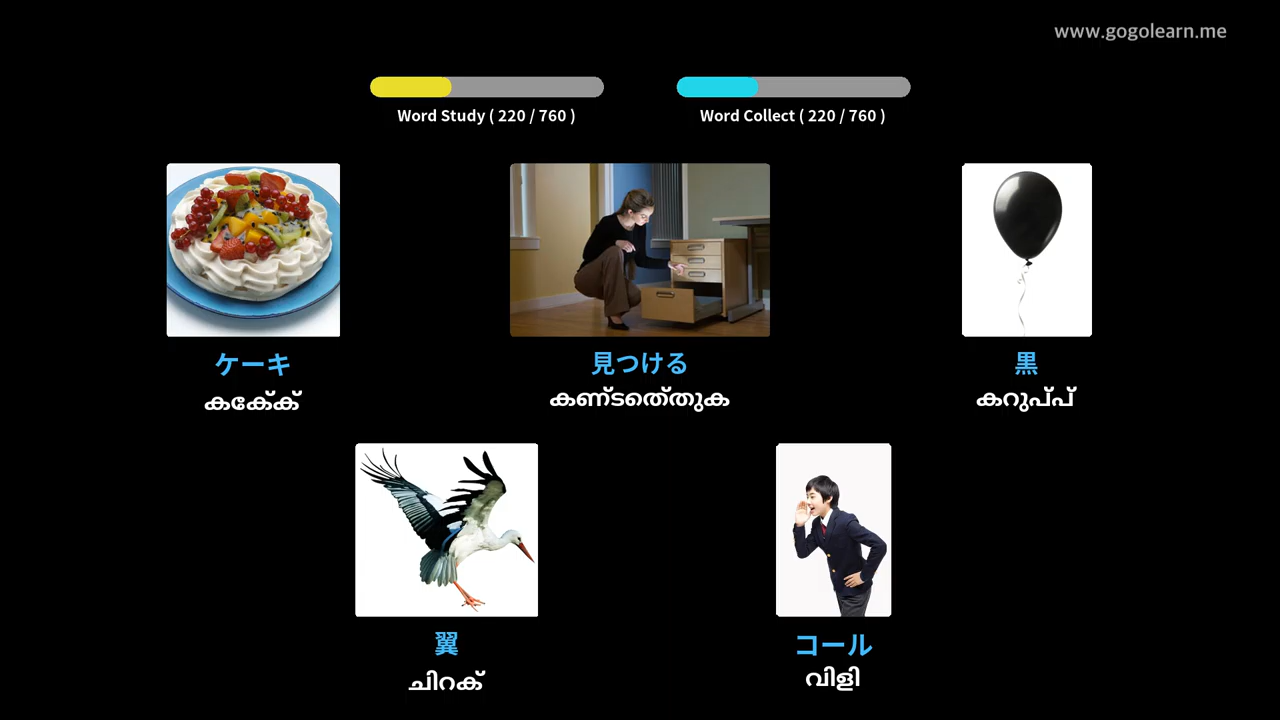 www.gogolearn.me
Word Study ( 220 / 760 )
Word Collect ( 220 / 760 )
ケーキ
കേക്ക്
見つける
കണ്ടെത്തുക
黒
കറുപ്പ്
翼
ചിറക്
コール
വിളി